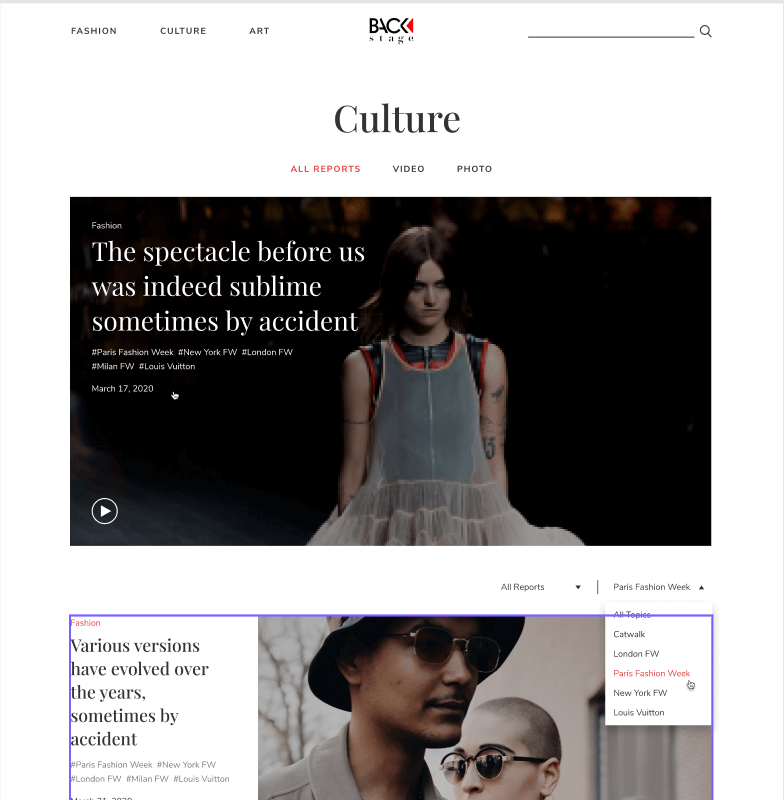 FASHION CULTURE ART
BACK
stage
Culture
ALL REPORTS VIDEO PHOTO
Fashion
The spectacle before us
was indeed sublime
sometimes by accident
#Paris Fashion Week #New York FW #London FW
#Milan FW #Louis Vuitton
March 17, 2020
All Reports Paris Fashion Week
All Topics
Catwalk
London FW
Paris Fashion Week
New York FW
Louis Vuitton
Fashion
Various versions
have evolved over
the years,
sometimes by
accident
#Paris Fashion Week #New York FW
#London FW #Milan FW #Louis Vuitton
March 21, 2020